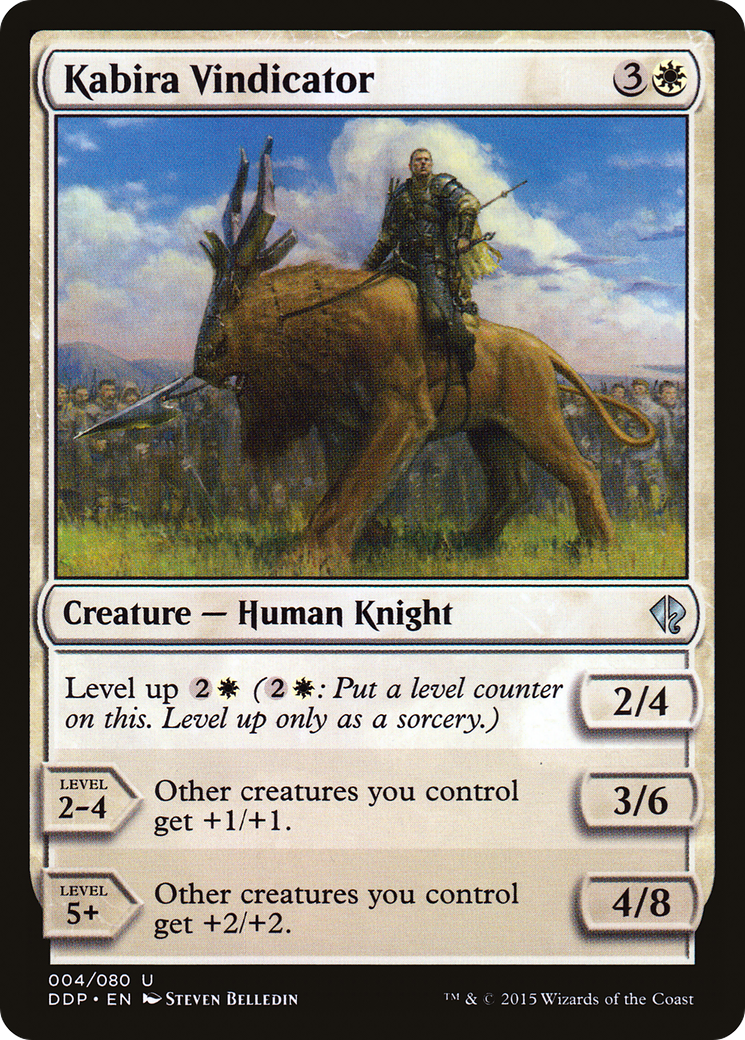 Kabira Vindicator 3
Creature — Human Knight
Level up 2 (2: Put a level counter
on this. Level up only as a sorcery.)
2/4
LEVEL
2-4
Other creatures you control
get +1/+1.
3/6
LEVEL
5+
Other creatures you control
get +2/+2.
4/8
004/080 U
DDP • EN Steven Belledin
™ & © 2015 Wizards of the Coast